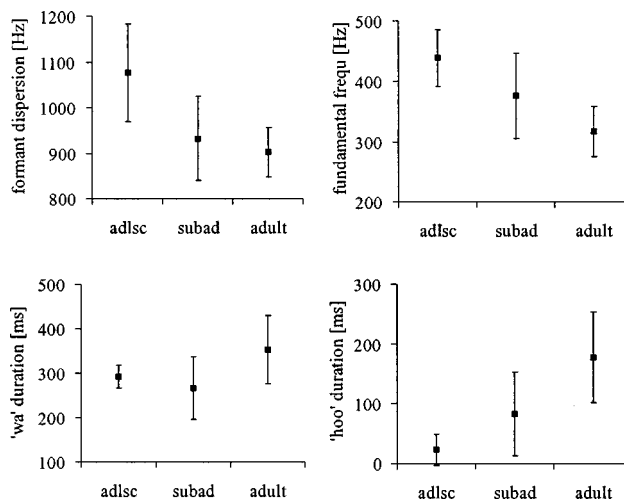 formant dispersion [Hz]
1200
1100
1000
900
800
adlsc subad adult
fundamental frequ [Hz]
500
400
300
200
adlsc subad adult
'wa' duration [ms]
500
400
300
200
100
adlsc subad adult
'hoo' duration [ms]
300
200
100
0
adlsc subad adult